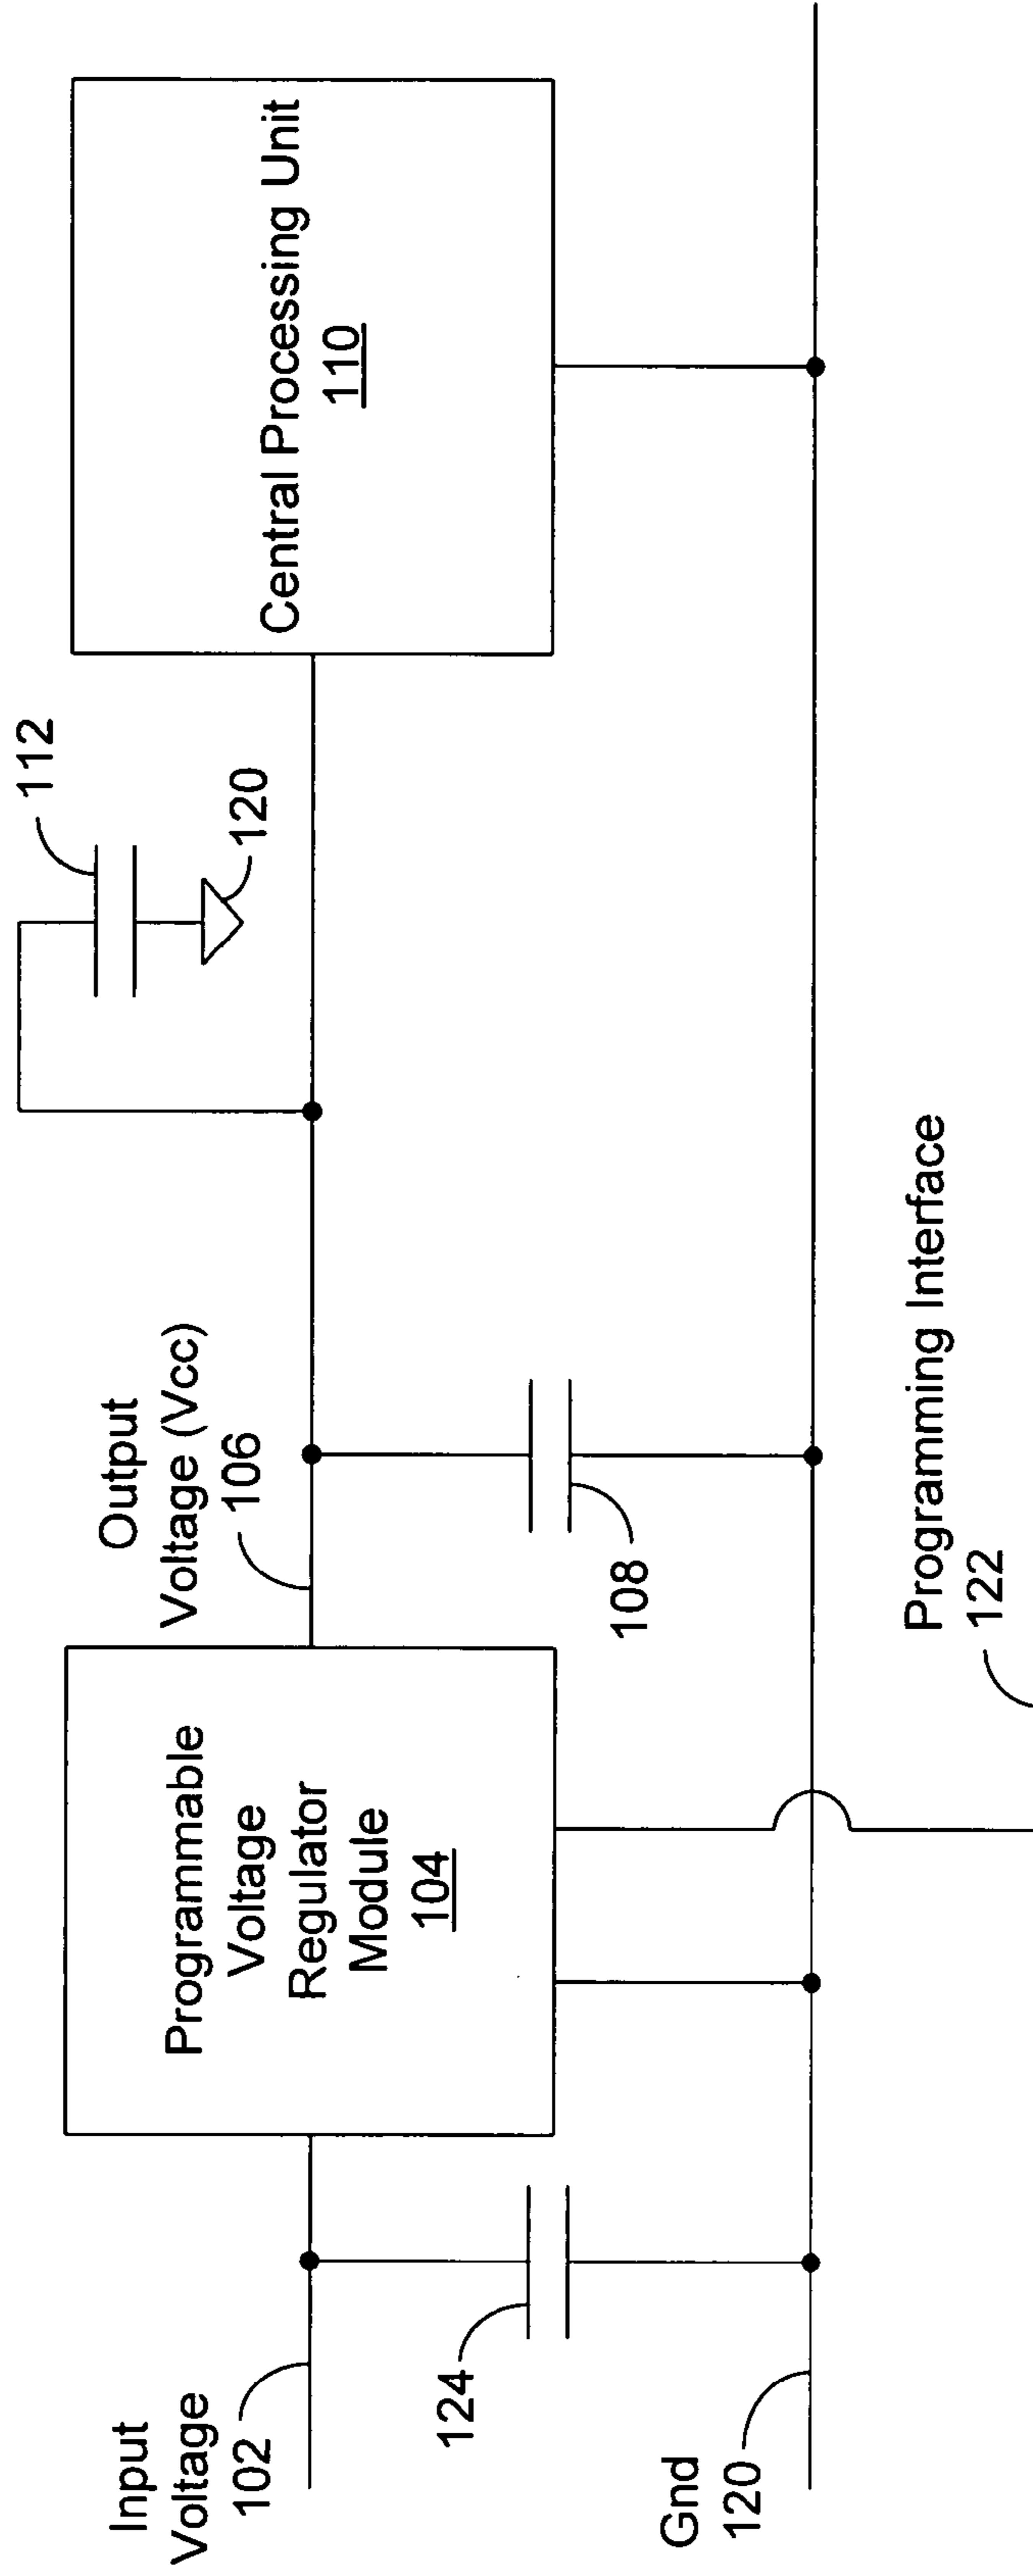 Input
Voltage
102
124
Gnd
120
Programmable
Voltage
Regulator
Module
104
Output
Voltage (Vcc)
106
108
112
120
Central Processing Unit
110
Programming Interface
122